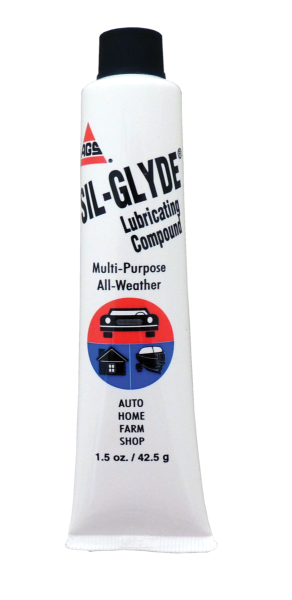 AGS
SIL-GLYDE®
Lubricating
Compound
Multi-Purpose
All-Weather
AUTO
HOME
FARM
SHOP
1.5 oz. / 42.5 g